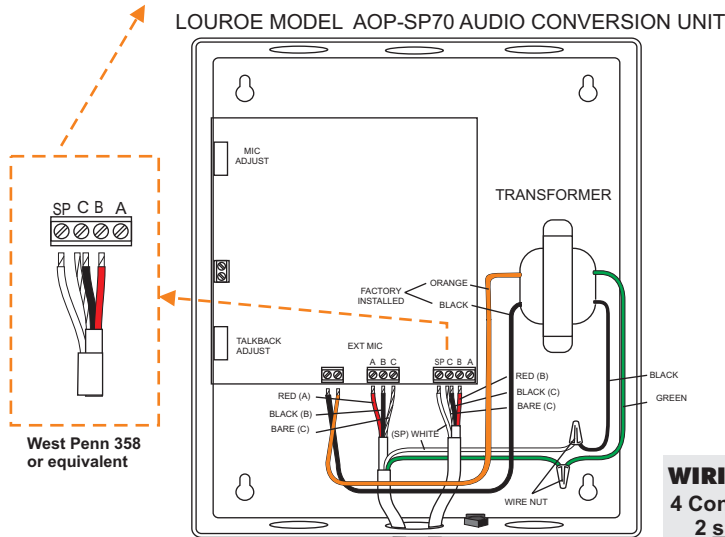 LOUROE MODEL AOP-SP70 AUDIO CONVERSION UNIT
MIC
ADJUST
TRANSFORMER
SP C B A
ORANGE
FACTORY
INSTALLED
BLACK
TALKBACK
ADJUST
EXT MIC
A B C
SP C B A
RED (A)
BLACK (B)
BARE (C)
RED (B)
BLACK (C)
BARE (C)
(SP) WHITE
BLACK
GREEN
WIRE NUT
West Penn 358
or equivalent
WIRI
4 Con
2 s